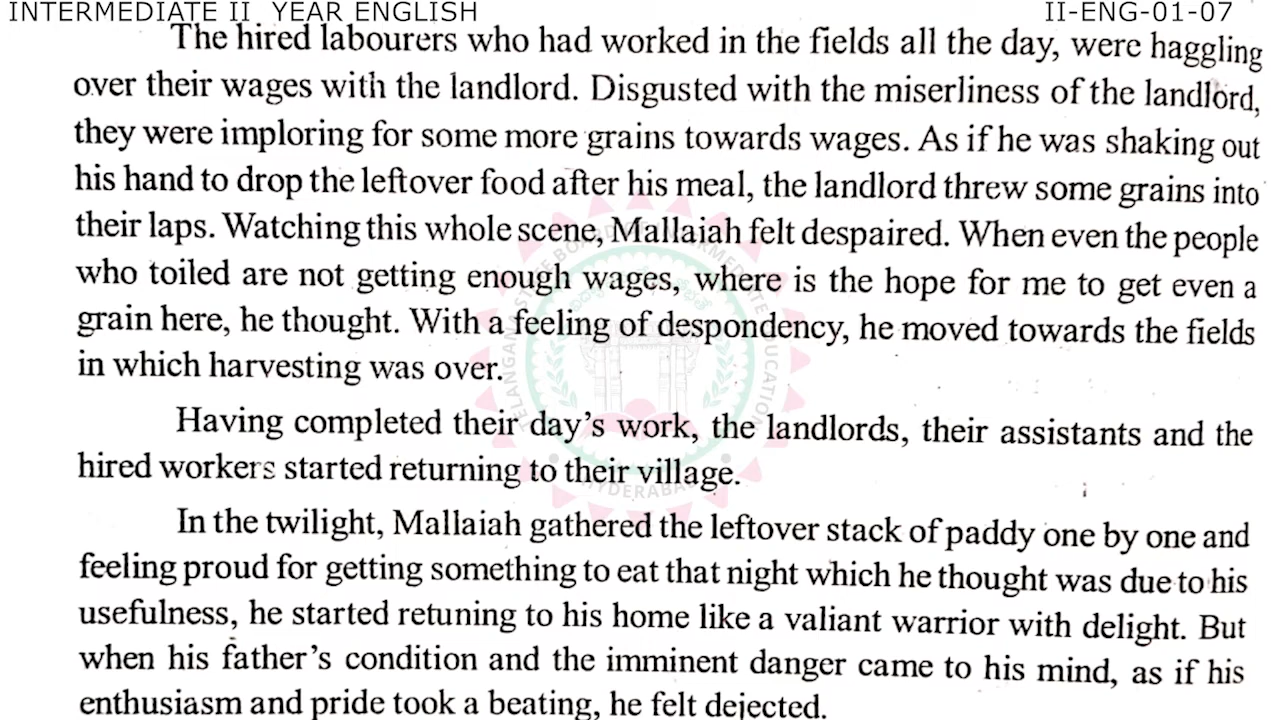 INTERMEDIATE II YEAR ENGLISH II-ENG-01-07
The hired labourers who had worked in the fields all the day, were haggling
over their wages with the landlord. Disgusted with the miserliness of the landlord,
they were imploring for some more grains towards wages. As if he was shaking out
his hand to drop the leftover food after his meal, the landlord threw some grains into
their laps. Watching this whole scene, Mallaiah felt despaired. When even the people
who toiled are not getting enough wages, where is the hope for me to get even a
grain here, he thought. With a feeling of despondency, he moved towards the fields
in which harvesting was over.
Having completed their day's work, the landlords, their assistants and the
hired workers started returning to their village.
In the twilight, Mallaiah gathered the leftover stack of paddy one by one and
feeling proud for getting something to eat that night which he thought was due to his
usefulness, he started retuning to his home like a valiant warrior with delight. But
when his father's condition and the imminent danger came to his mind, as if his
enthusiasm and pride took a beating, he felt dejected.
TELANGANA STATE BOARD OF INTERMEDIATE EDUCATION
HYDERABAD